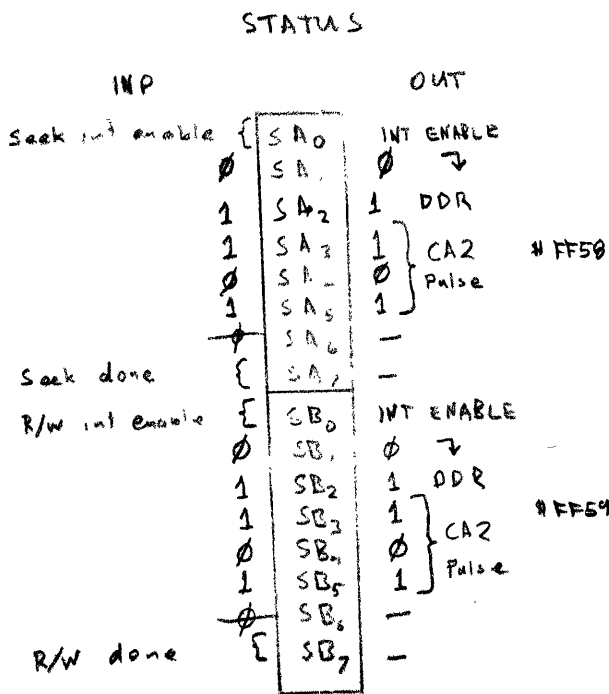 STATUS
INP OUT
Seek int enable { SA0 INT ENABLE
Ø SA1 Ø ↴
1 SA2 1 DDR
1 SA3 1 CA2 #FF58
Ø SA4 Ø Pulse
1 SA5 1
Ø SA6 —
Seek done { SA7 —
R/W int enable { SB0 INT ENABLE
Ø SB1 Ø ↴
1 SB2 1 DDR
1 SB3 1 #FF59
Ø SB4 Ø CA2
1 SB5 1 Pulse
Ø SB6 —
R/W done { SB7 —